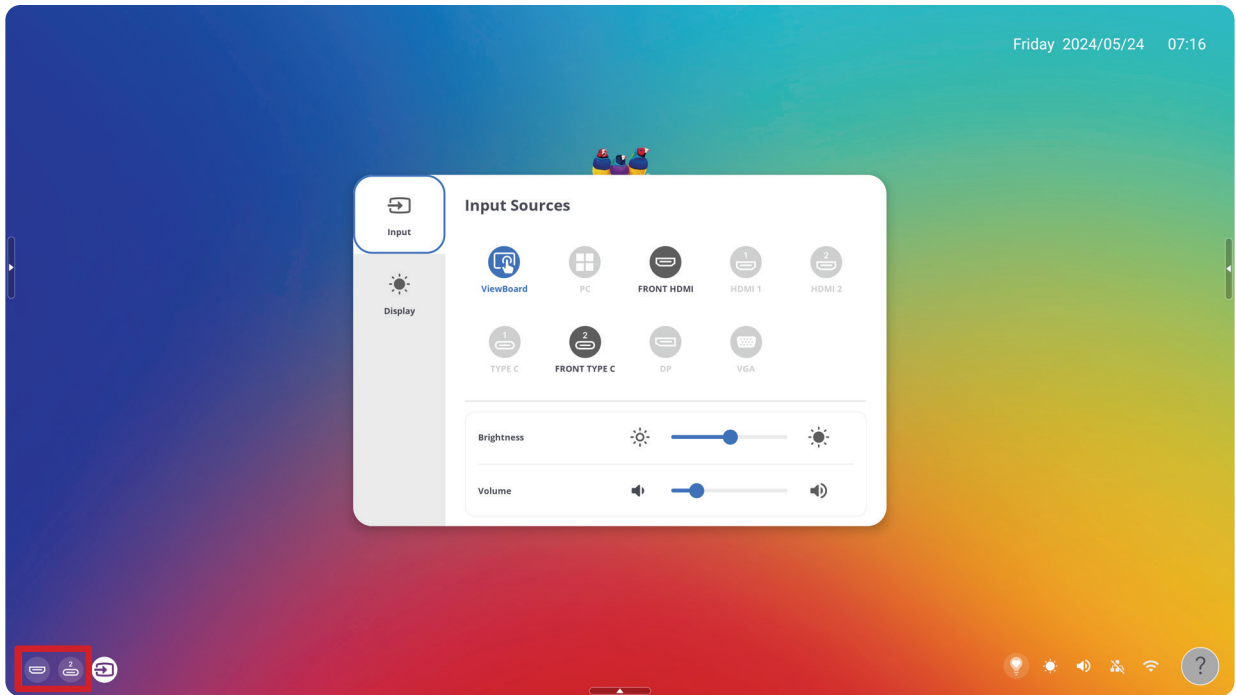 Friday 2024/05/24 07:16
Input
Input Sources
ViewBoard
PC
FRONT HDMI
1
HDMI 1
2
HDMI 2
Display
1
TYPE C
2
FRONT TYPE C
DP
VGA
Brightness
Volume
2
?